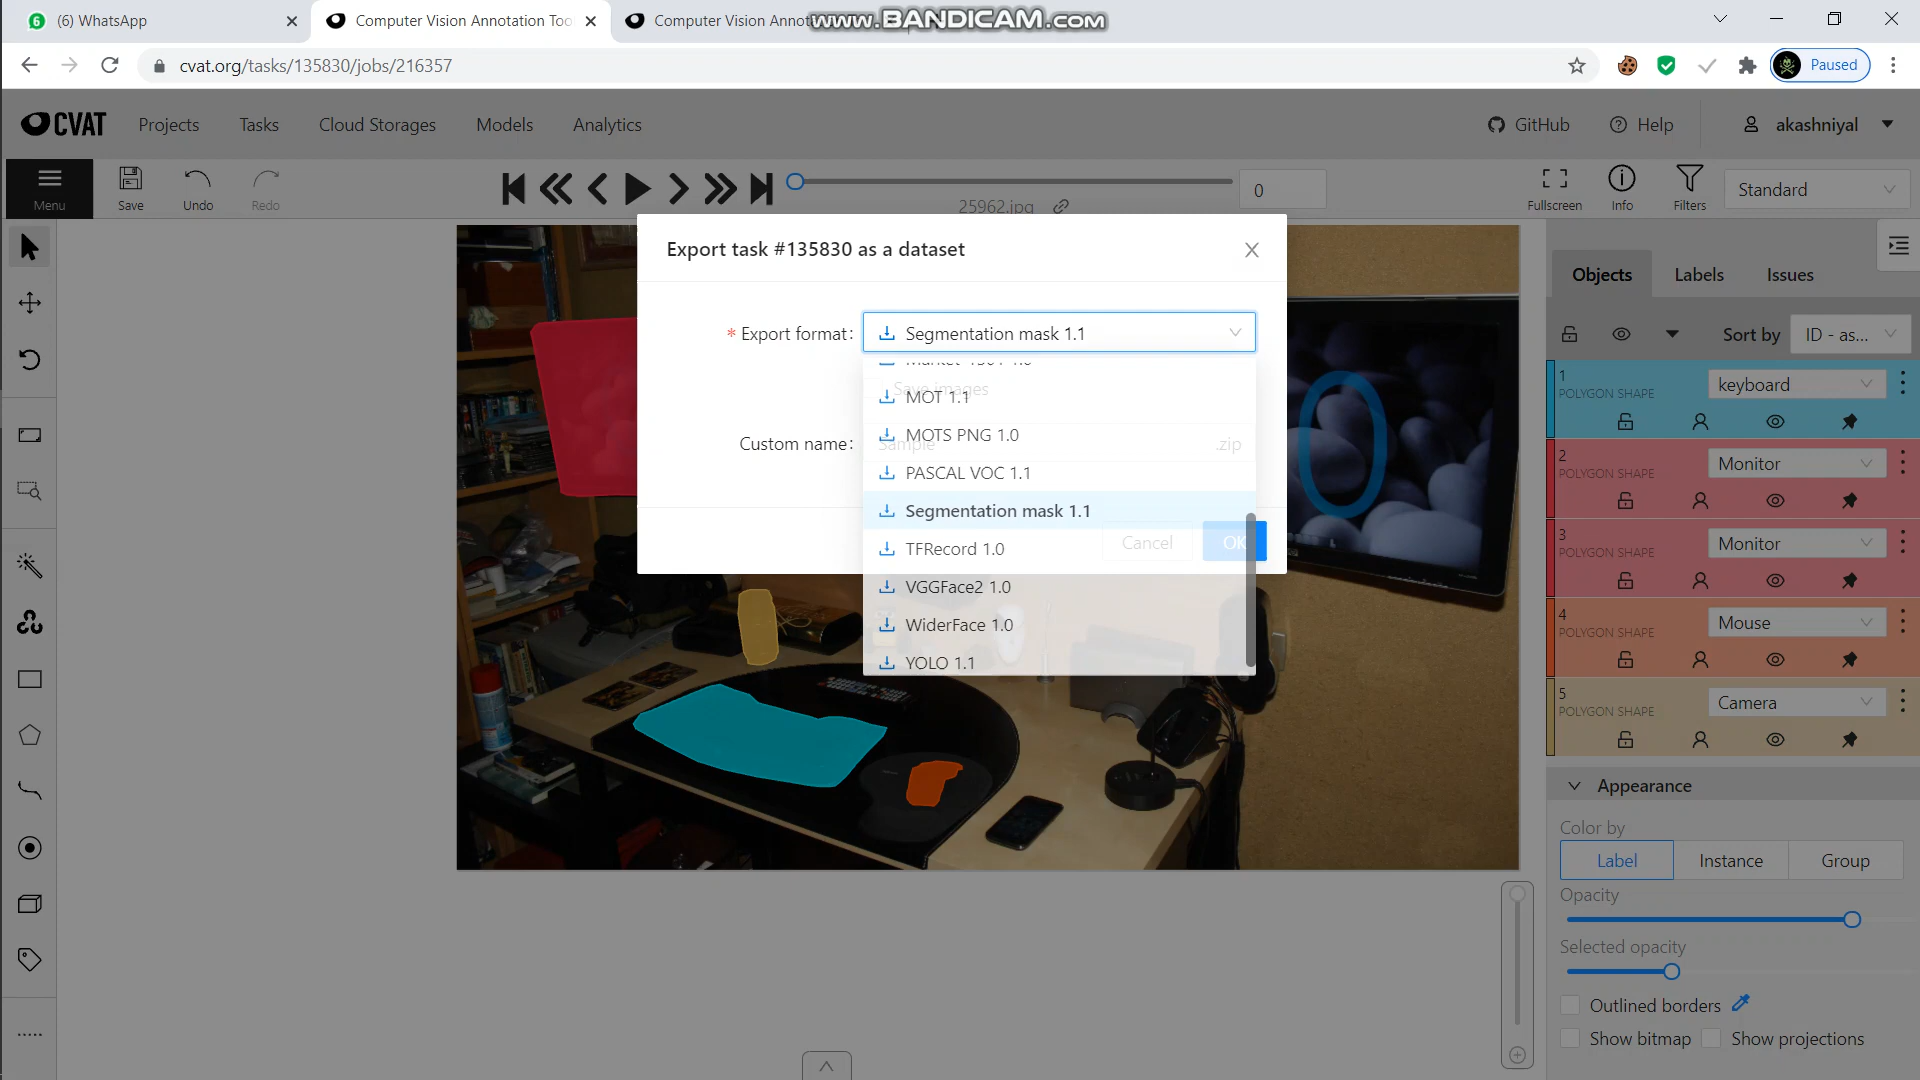 (6) WhatsApp
Computer Vision Annotation Too
Computer Vision Annot
www.BANDICAM.com
cvat.org/tasks/135830/jobs/216357
Paused
CVAT
Projects
Tasks
Cloud Storages
Models
Analytics
GitHub
Help
akashniyal
Menu
Save
Undo
Redo
0
25962.jpg
Fullscreen
Info
Filters
Standard
Export task #135830 as a dataset
* Export format:
Segmentation mask 1.1
Save images
MOT 1.1
MOTS PNG 1.0
Custom name:
Sample
.zip
PASCAL VOC 1.1
Segmentation mask 1.1
TFRecord 1.0
VGGFace2 1.0
WiderFace 1.0
YOLO 1.1
Cancel
OK
Objects
Labels
Issues
Sort by
ID - as...
1
POLYGON SHAPE
keyboard
2
POLYGON SHAPE
Monitor
3
POLYGON SHAPE
Monitor
4
POLYGON SHAPE
Mouse
5
POLYGON SHAPE
Camera
Appearance
Color by
Label
Instance
Group
Opacity
Selected opacity
Outlined borders
Show bitmap
Show projections